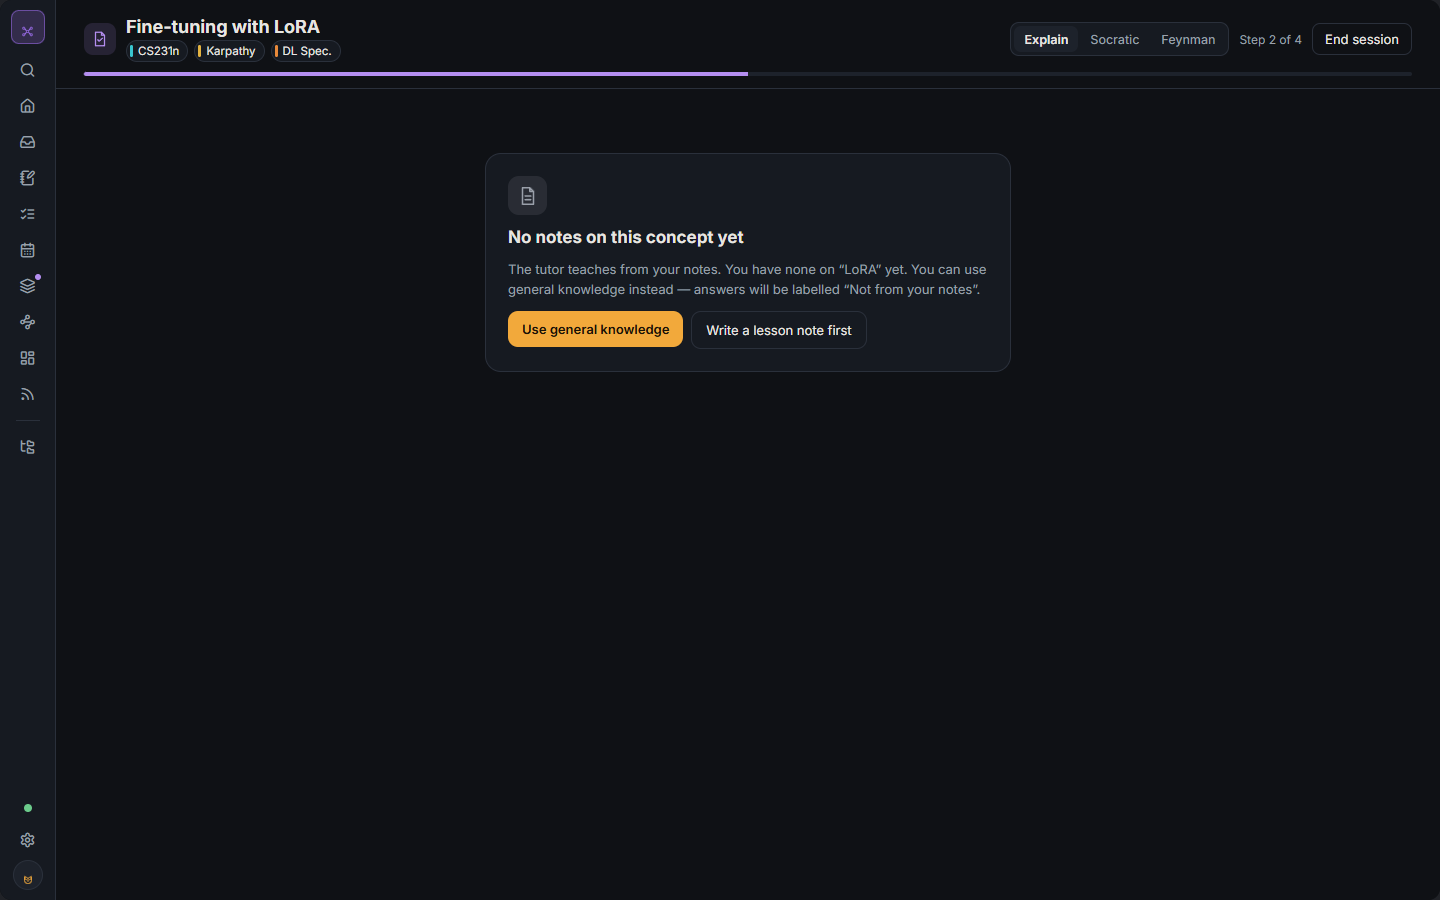 Fine-tuning with LoRA
CS231n
Karpathy
DL Spec.
Explain
Socratic
Feynman
Step 2 of 4
End session
No notes on this concept yet
The tutor teaches from your notes. You have none on “LoRA” yet. You can use
general knowledge instead — answers will be labelled “Not from your notes”.
Use general knowledge
Write a lesson note first